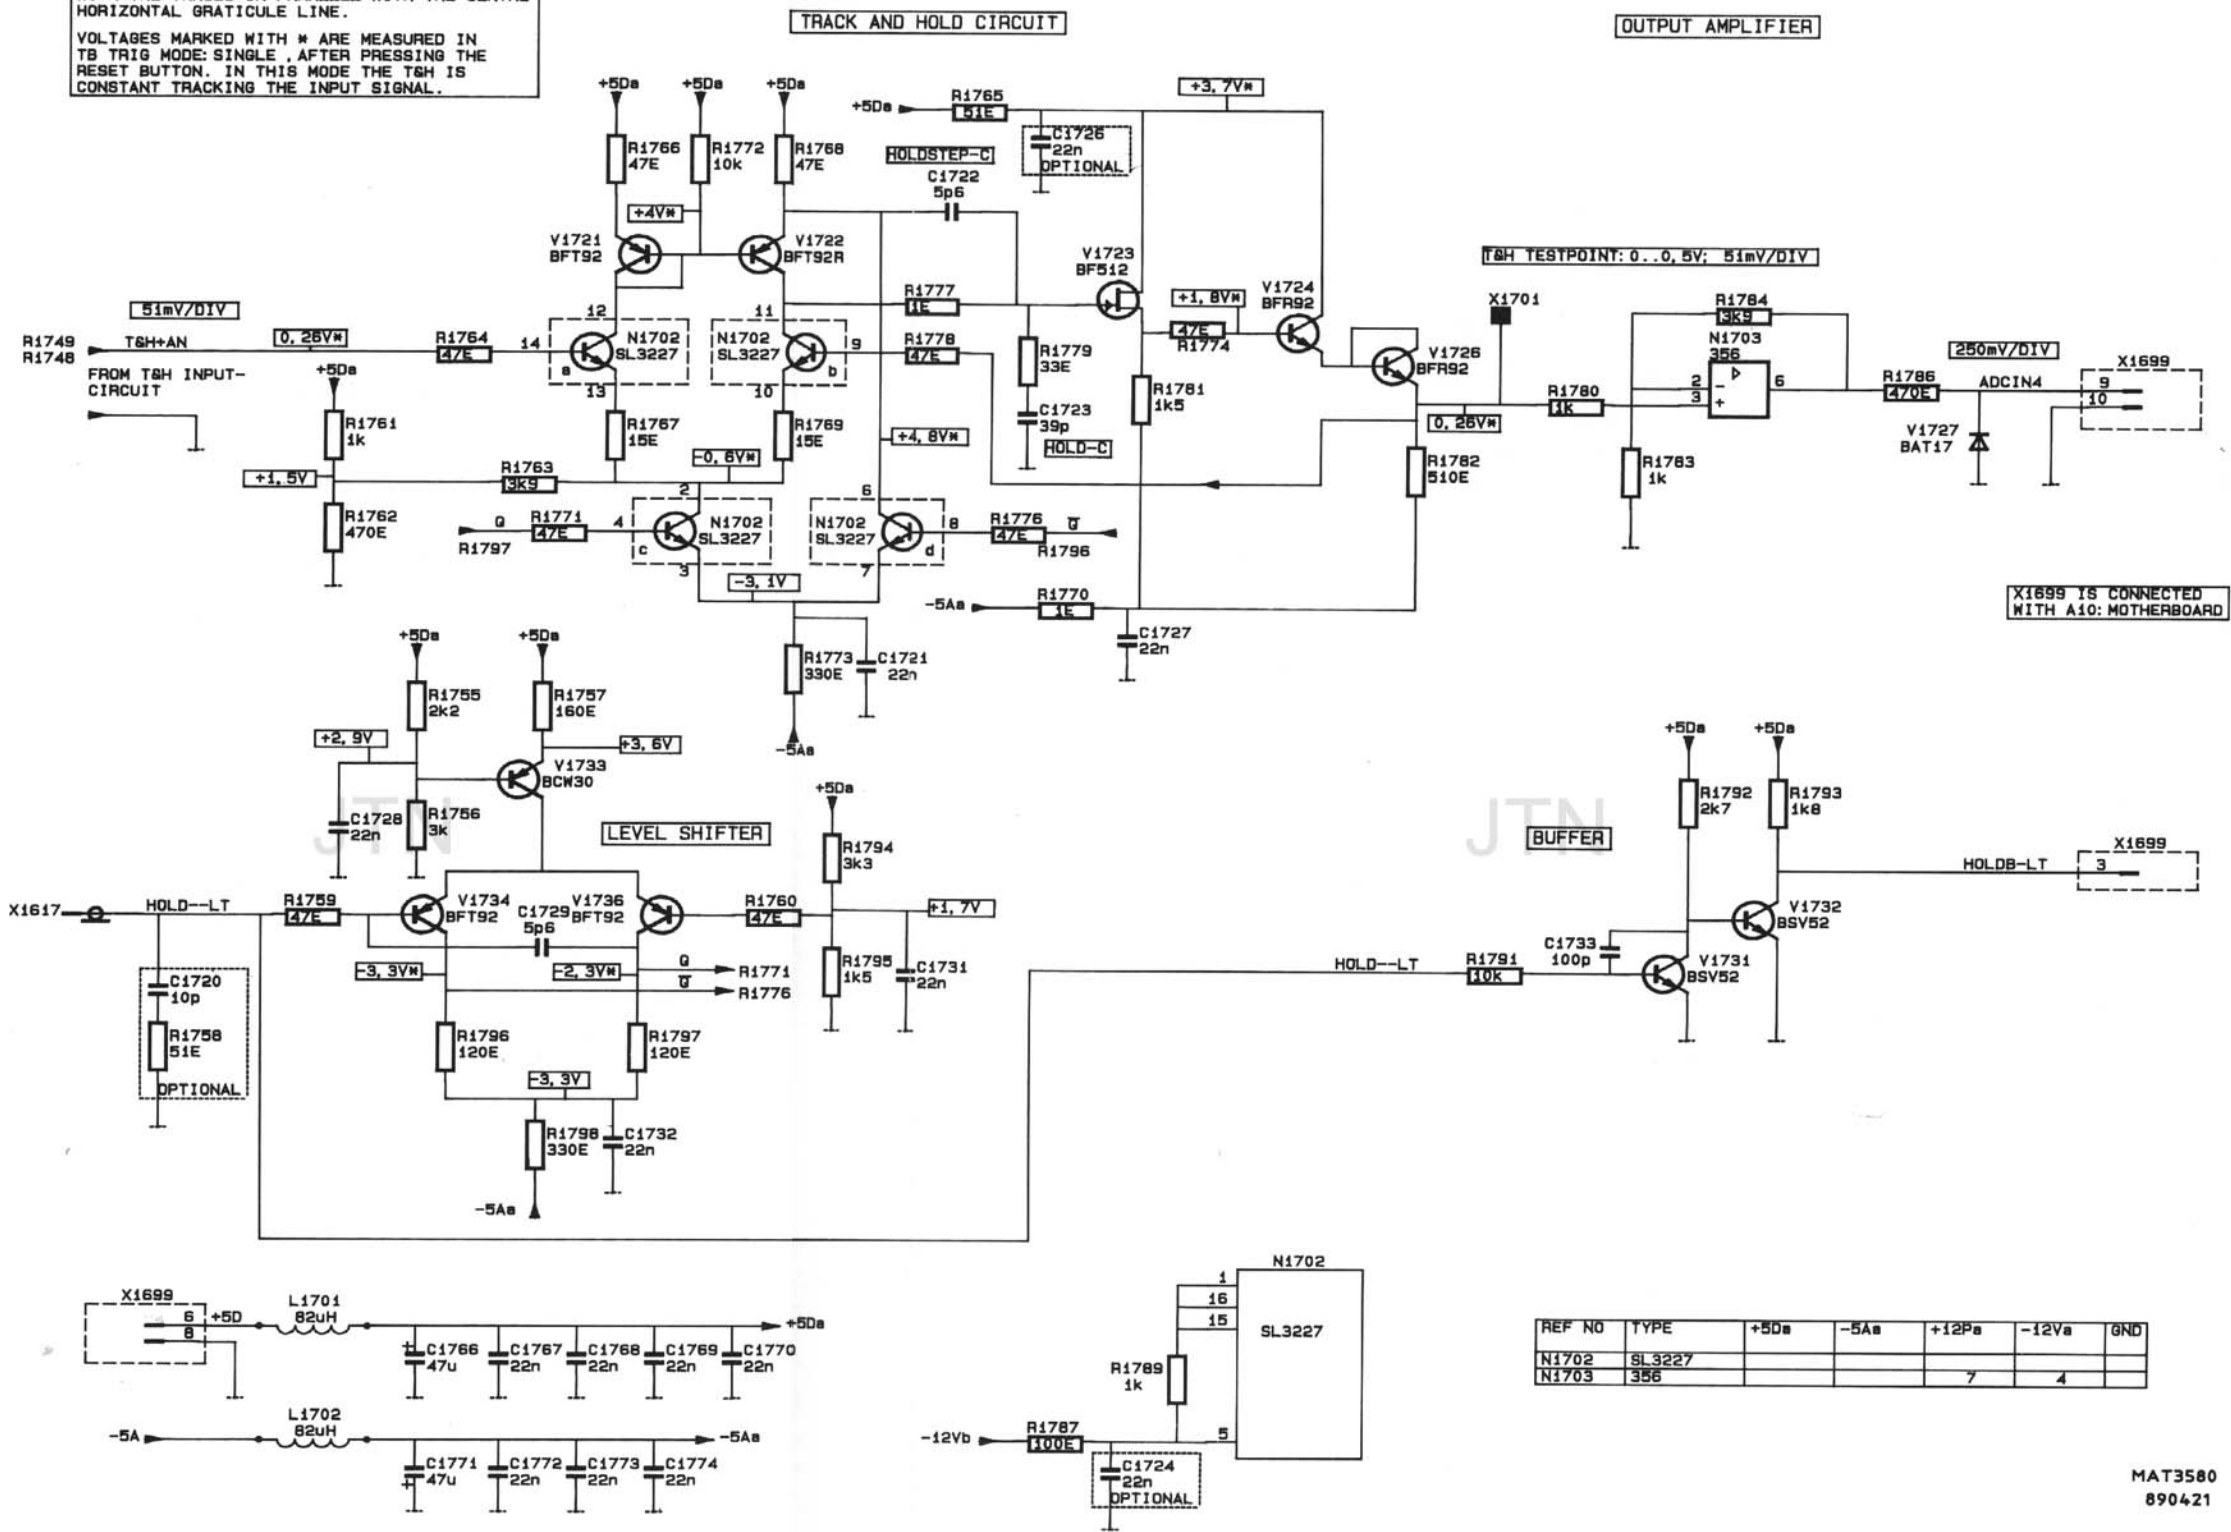 HORIZONTAL GRATICULE LINE.
VOLTAGES MARKED WITH * ARE MEASURED IN
TB TRIG MODE: SINGLE , AFTER PRESSING THE
RESET BUTTON. IN THIS MODE THE T&H IS
CONSTANT TRACKING THE INPUT SIGNAL.
TRACK AND HOLD CIRCUIT
OUTPUT AMPLIFIER
+5Da
+5Da
+5Da
+5Da
R1765
51E
+3,7V*
R1766
47E
R1772
10k
R1768
47E
HOLDSTEP-C
C1726
22n
OPTIONAL
C1722
5p6
+4V*
V1721
BFT92
V1722
BFT92R
V1723
BF512
V1724
BFR92
T&H TESTPOINT: 0..0,5V; 51mV/DIV
51mV/DIV
R1749
R1748
T&H+AN
0,26V*
R1764
47E
FROM T&H INPUT-
CIRCUIT
12
14
N1702
SL3227
a
13
11
N1702
SL3227
b
9
10
R1777
1E
R1778
47E
+1,8V*
47E
R1774
V1726
BFR92
X1701
R1784
3k9
N1703
356
2
3
6
250mV/DIV
R1786
470E
ADCIN4
X1699
9
10
V1727
BAT17
+5Da
R1761
1k
+1,5V
R1762
470E
R1763
3k9
R1767
15E
R1769
15E
-0,6V*
+4,8V*
R1779
33E
C1723
39p
HOLD-C
R1781
1k5
0,26V*
R1780
1k
R1782
510E
R1783
1k
Q
R1797
R1771
47E
4
2
N1702
SL3227
c
3
6
N1702
SL3227
d
8
7
R1776
47E
Q
R1796
-3,1V
-5Aa
R1770
1E
C1727
22n
R1773
330E
C1721
22n
-5Aa
X1699 IS CONNECTED
WITH A10: MOTHERBOARD
+5Da
+5Da
R1755
2k2
R1757
160E
+2,9V
+3,6V
V1733
BCW30
C1728
22n
R1756
3k
JTN
LEVEL SHIFTER
+5Da
R1794
3k3
X1617
HOLD--LT
R1759
47E
V1734
BFT92
C1729
5p6
V1736
BFT92
R1760
47E
+1,7V
-3,3V*
-2,3V*
Q
R1771
Q
R1776
R1795
1k5
C1731
22n
C1720
10p
R1758
51E
OPTIONAL
R1796
120E
R1797
120E
-3,3V
R1798
330E
C1732
22n
-5Aa
+5Da
+5Da
R1792
2k7
R1793
1k8
JTN
BUFFER
X1699
HOLDB-LT
3
V1732
BSV52
C1733
100p
HOLD--LT
R1791
10k
V1731
BSV52
X1699
6
8
+5D
L1701
82uH
+5Da
C1766
47u
C1767
22n
C1768
22n
C1769
22n
C1770
22n
L1702
82uH
-5A
-5Aa
C1771
47u
C1772
22n
C1773
22n
C1774
22n
N1702
1
16
15
SL3227
R1789
1k
-12Vb
R1787
100E
5
C1724
22n
OPTIONAL
REF NO TYPE +5Da -5Aa +12Pa -12Va GND
N1702 SL3227
N1703 356 7 4
MAT3580
890421